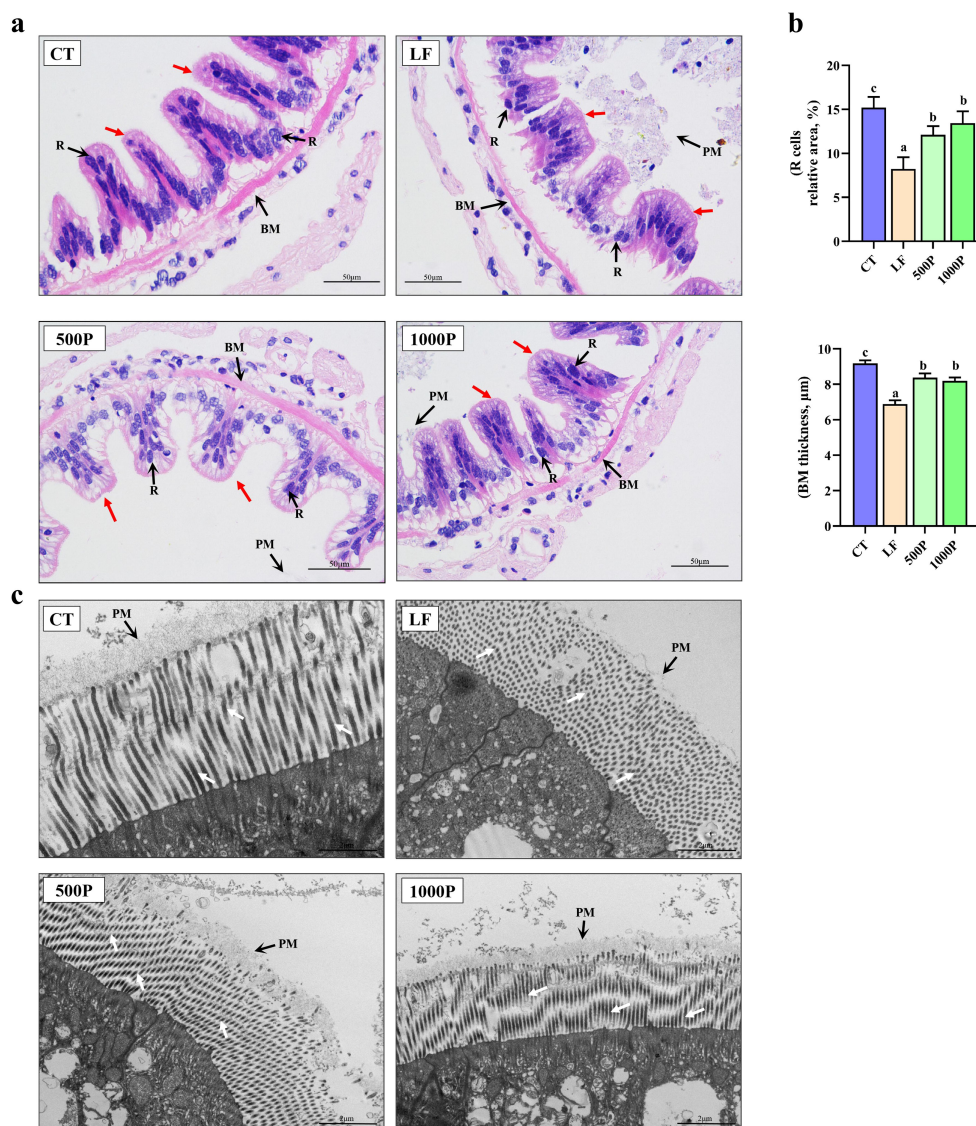 a
CT
R
R
BM
50μm
LF
R
PM
BM
R
50μm
500P
BM
R
R
PM
50μm
1000P
R
PM
R
BM
50μm
b
(R cells
relative area, %)
20
15
10
5
0
c
a
b
b
CT
LF
500P
1000P
(BM thickness, μm)
10
8
6
4
2
0
c
a
b
b
CT
LF
500P
1000P
c
CT
PM
2μm
LF
PM
2μm
500P
PM
2μm
1000P
PM
2μm